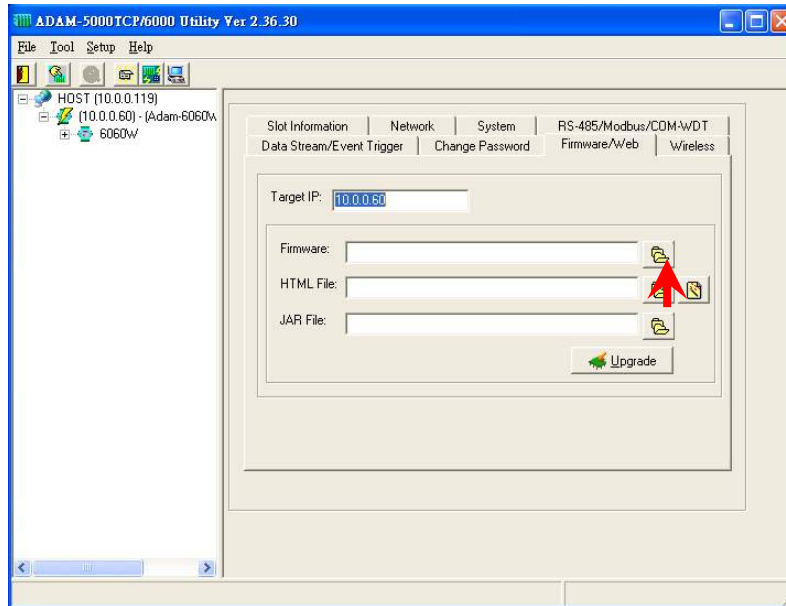 ADAM-5000TCP/6000 Utility Ver 2.36.30
File Tool Setup Help
HOST (10.0.0.119)
(10.0.0.60) - (Adam-6060W
6060W
Slot Information Network System RS-485/Modbus/COM-WDT
Data Stream/Event Trigger Change Password Firmware/Web Wireless
Target IP: 10.0.0.60
Firmware:
HTML File:
JAR File:
Upgrade